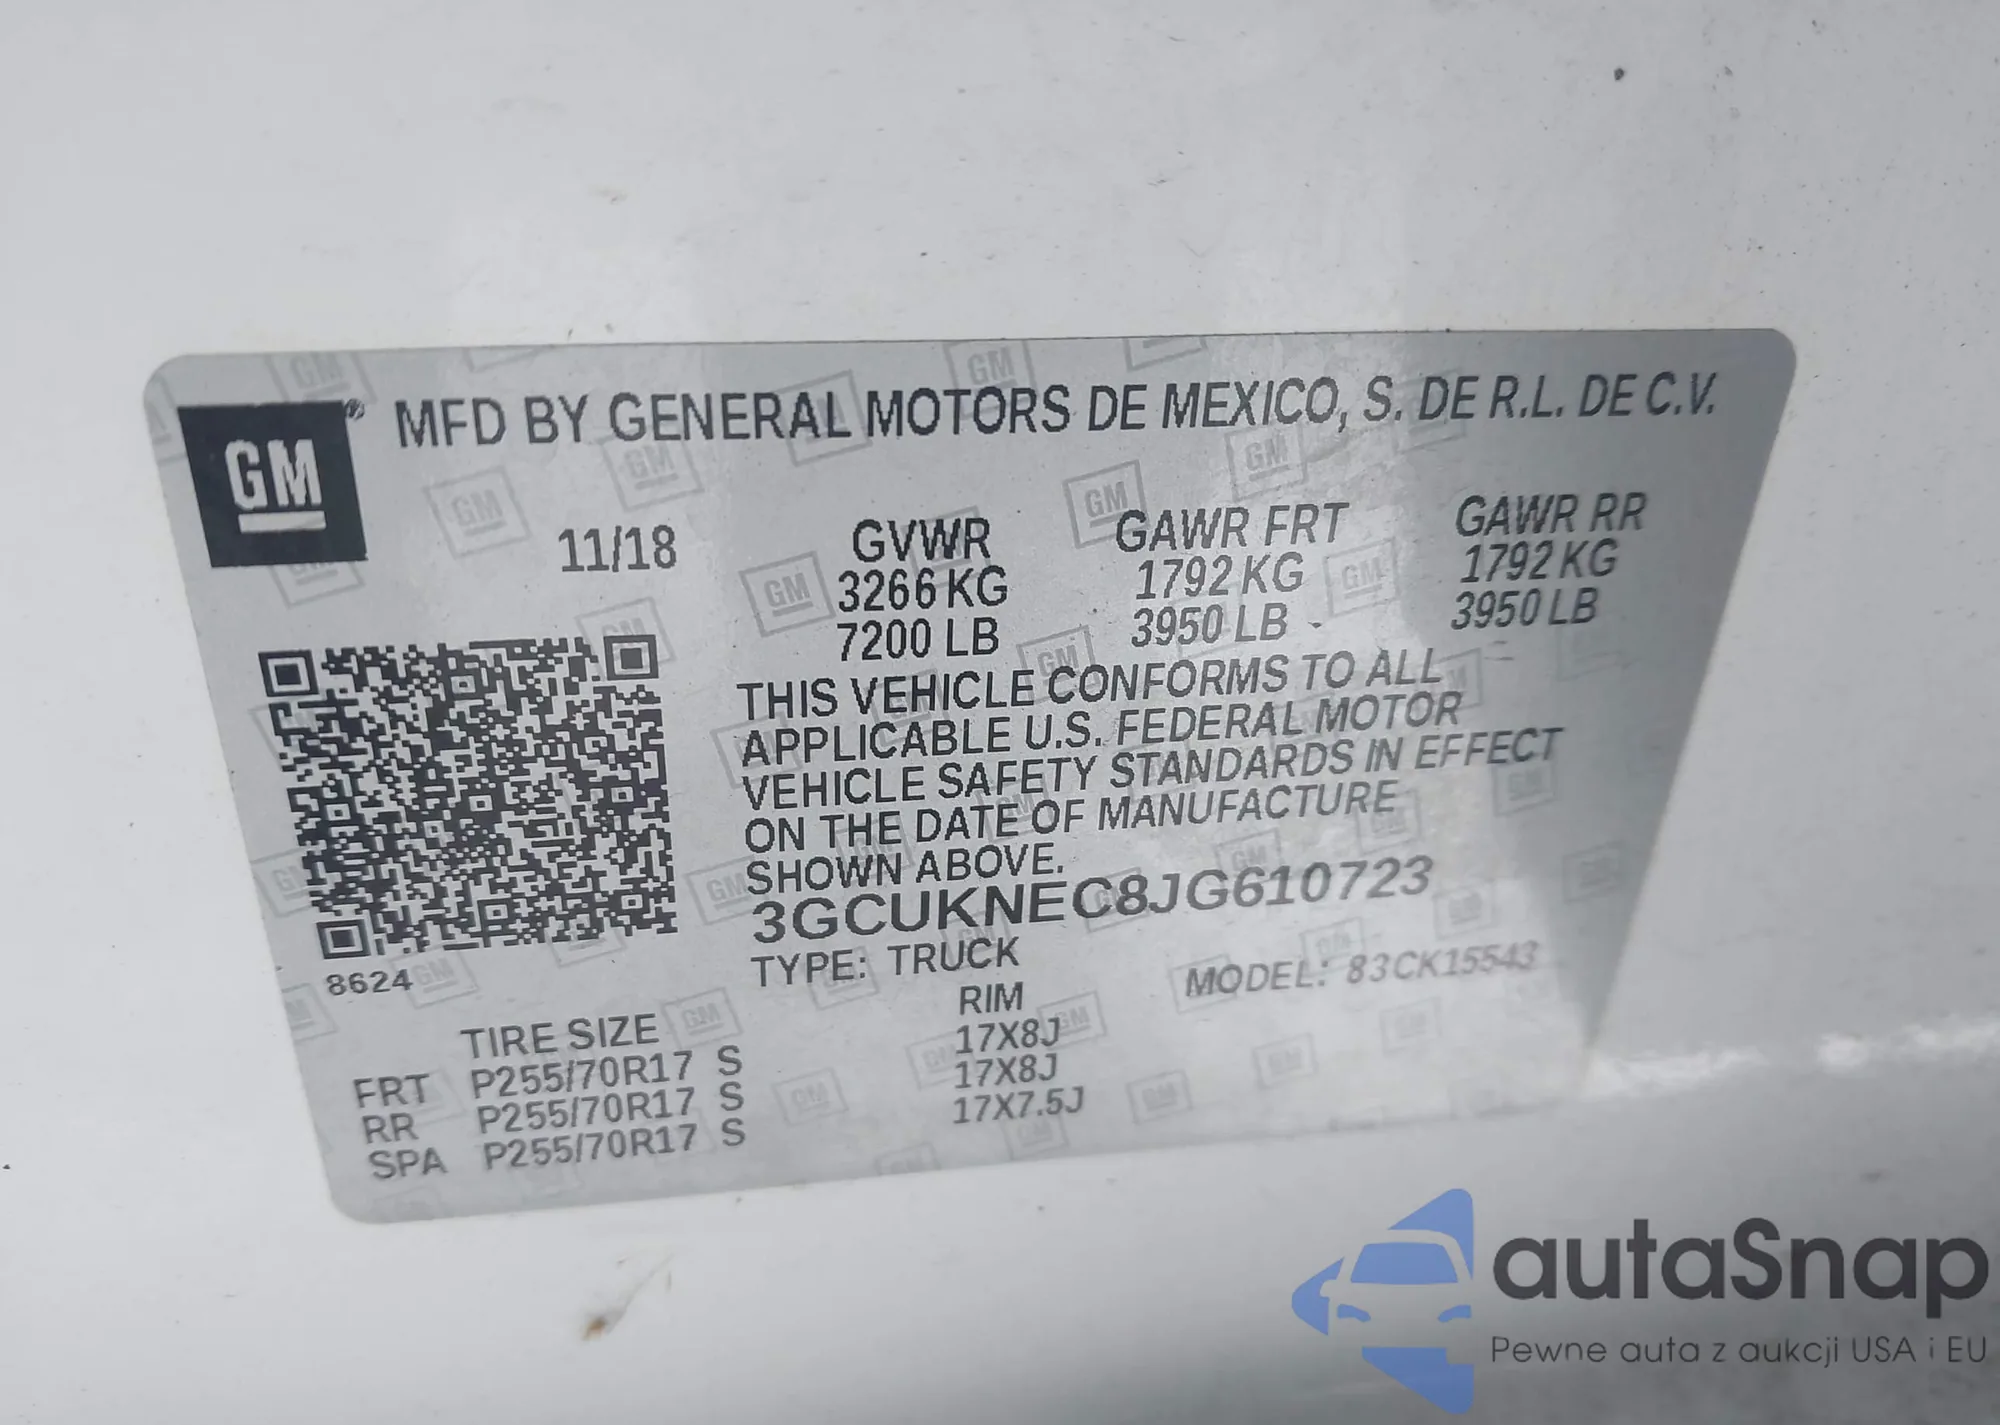 GM
MFD BY GENERAL MOTORS DE MEXICO, S. DE R.L. DE C.V.
11/18
GVWR GAWR FRT GAWR RR
3266 KG 1792 KG 1792 KG
7200 LB 3950 LB 3950 LB
THIS VEHICLE CONFORMS TO ALL
APPLICABLE U.S. FEDERAL MOTOR
VEHICLE SAFETY STANDARDS IN EFFECT
ON THE DATE OF MANUFACTURE
SHOWN ABOVE.
3GCUKNEC8JG610723
TYPE: TRUCK MODEL: 83CK15543
8624
TIRE SIZE RIM
FRT P255/70R17 S 17X8J
RR P255/70R17 S 17X8J
SPA P255/70R17 S 17X7.5J
autaSnap
Pewne auta z aukcji USA i EU